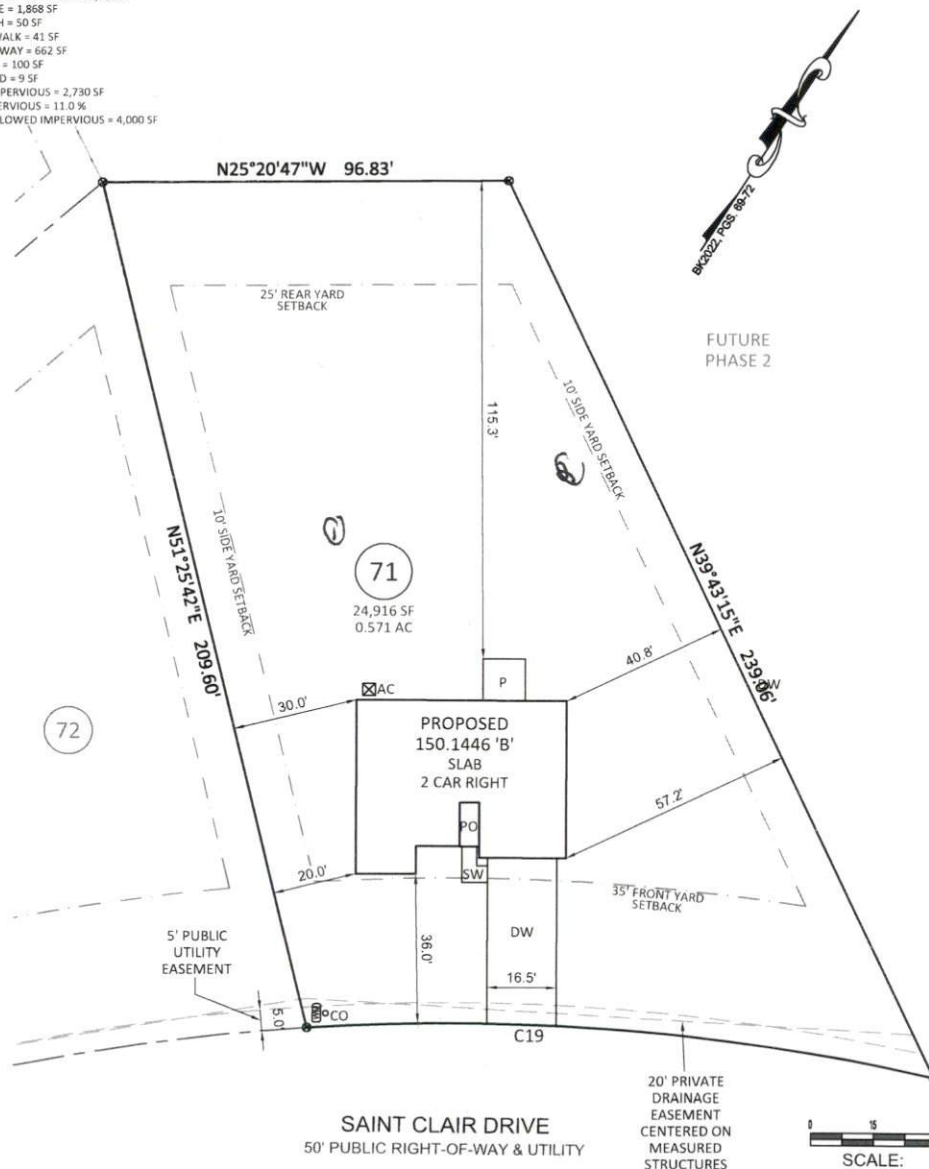 E = 1,868 SF
H = 50 SF
WALK = 41 SF
WAY = 662 SF
= 100 SF
D = 9 SF
PERVIOUS = 2,730 SF
ERVIOUS = 11.0 %
LOWED IMPERVIOUS = 4,000 SF
N25°20'47"W 96.83'
BK2022, PGS. 69-72
25' REAR YARD
SETBACK
FUTURE
PHASE 2
115.3'
10' SIDE YARD SETBACK
10' SIDE YARD SETBACK
N51°25'42"E 209.60'
71
24,916 SF
0.571 AC
N39°43'15"E 239.06'
SW
40.8'
P
AC
30.0'
72
PROPOSED
150.1446 'B'
SLAB
2 CAR RIGHT
57.2'
PO
SW
20.0'
35' FRONT YARD
SETBACK
5' PUBLIC
UTILITY
EASEMENT
36.0'
DW
16.5'
5.0'
CO
C19
20' PRIVATE
DRAINAGE
EASEMENT
CENTERED ON
MEASURED
STRUCTURES
SAINT CLAIR DRIVE
50' PUBLIC RIGHT-OF-WAY & UTILITY
0 15
SCALE: